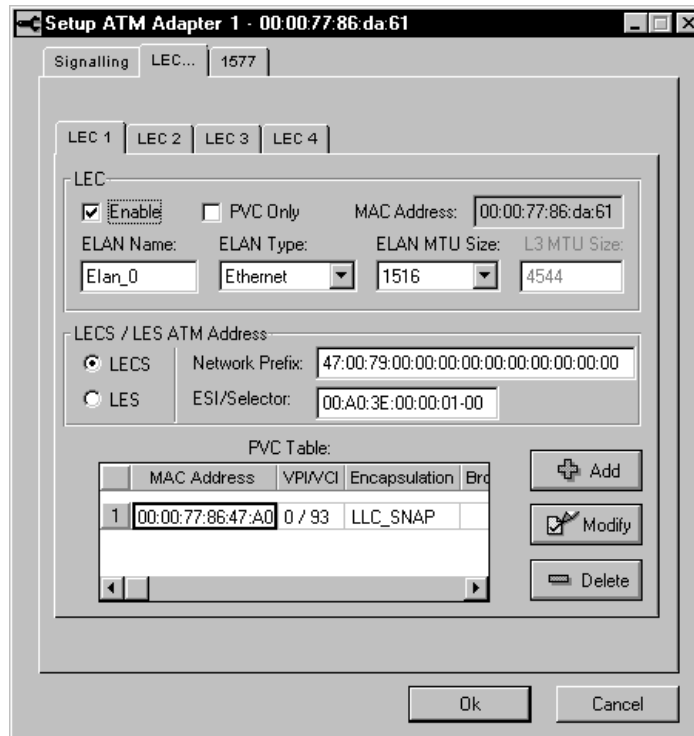 Setup ATM Adapter 1 - 00:00:77:86:da:61
Signalling LEC... 1577
LEC 1 LEC 2 LEC 3 LEC 4
LEC
Enable PVC Only MAC Address: 00:00:77:86:da:61
ELAN Name: ELAN Type: ELAN MTU Size: L3 MTU Size:
Elan_0 Ethernet 1516 4544
LECS / LES ATM Address
LECS Network Prefix: 47:00:79:00:00:00:00:00:00:00:00:00:00
LES ESI/Selector: 00:A0:3E:00:00:01-00
PVC Table:
MAC Address VPI/VCI Encapsulation Brc
1 00:00:77:86:47:A0 0 / 93 LLC_SNAP
Add
Modify
Delete
Ok Cancel